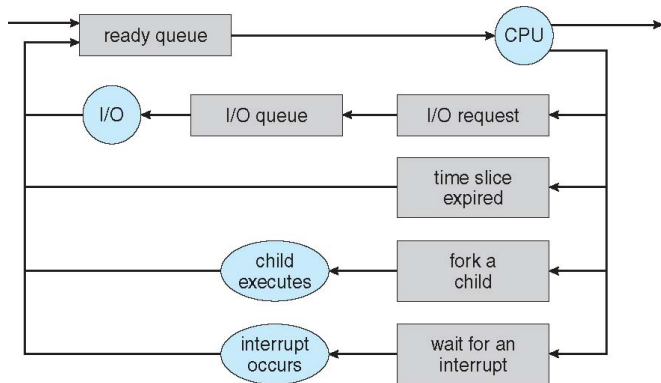 ready queue
CPU
I/O
I/O queue
I/O request
time slice
expired
child
executes
fork a
child
interrupt
occurs
wait for an
interrupt